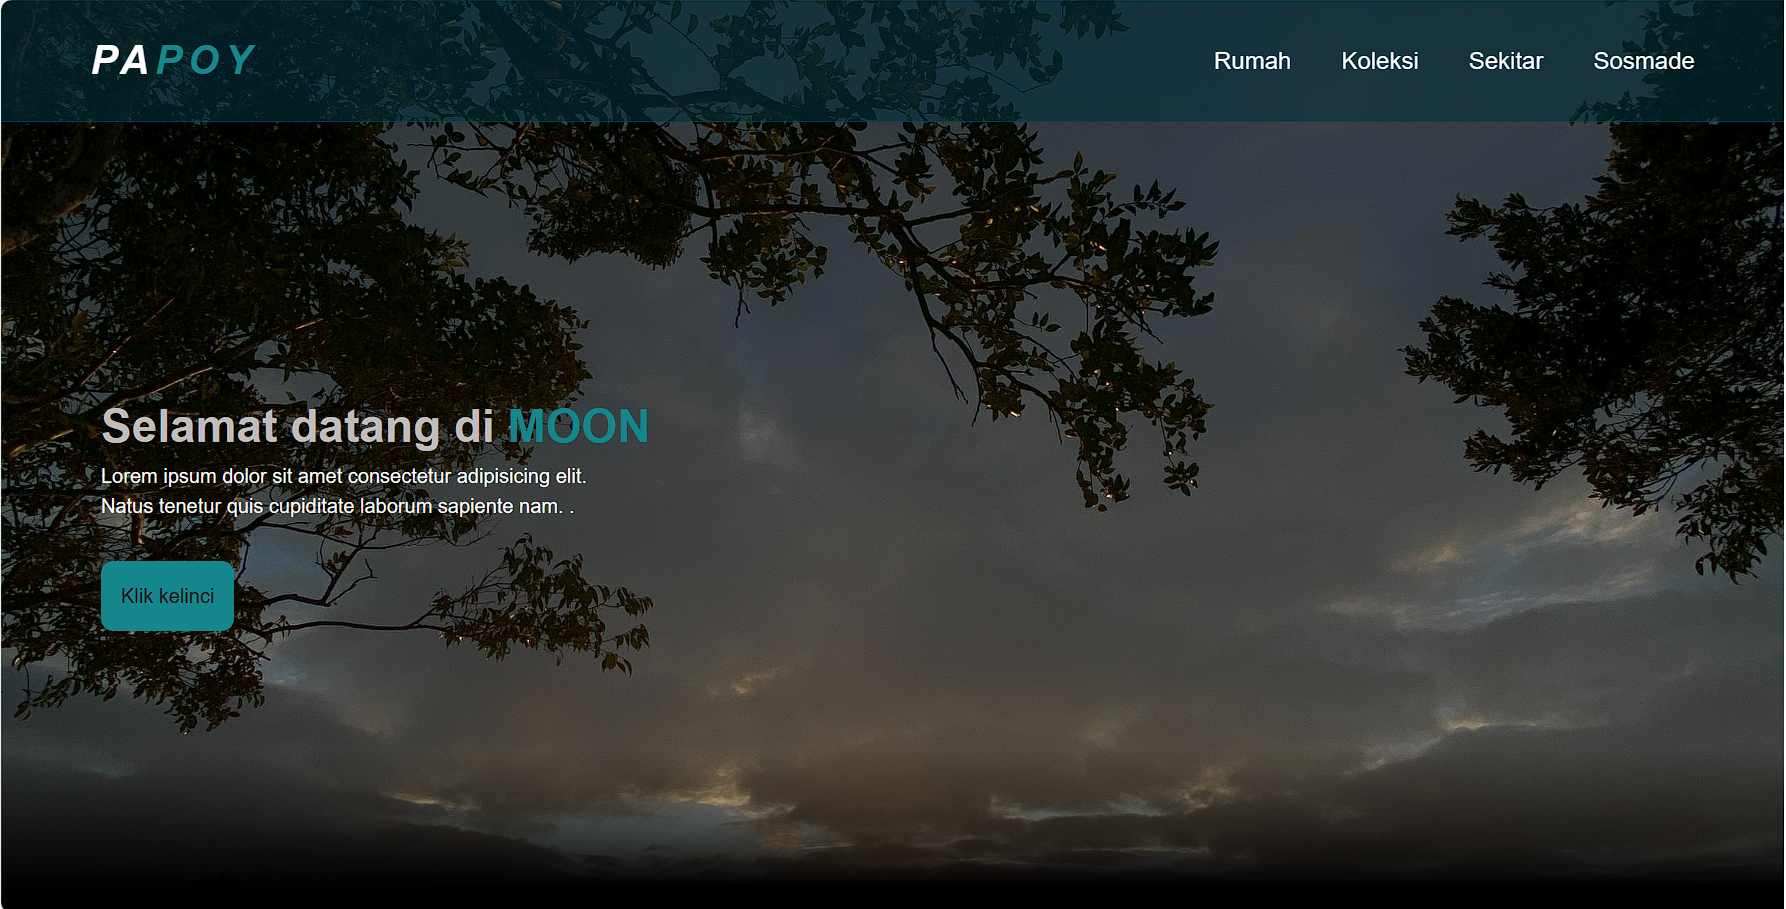 PAPOY
Rumah Koleksi Sekitar Sosmade
Selamat datang di MOON
Lorem ipsum dolor sit amet consectetur adipisicing elit.
Natus tenetur quis cupiditate laborum sapiente nam. .
Klik kelinci